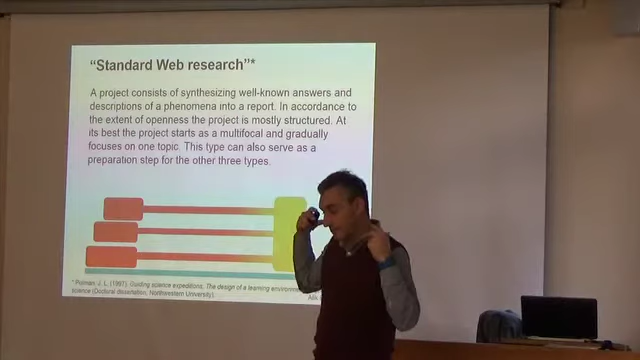 “Standard Web research”*
A project consists of synthesizing well-known answers and
descriptions of a phenomena into a report. In accordance to
the extent of openness the project is mostly structured. At
its best the project starts as a multifocal and gradually
focuses on one topic. This type can also serve as a
preparation step for the other three types.
* Polman, J. L. (1997). Guiding science expeditions: The design of a learning
science (Doctoral dissertation, Northwestern University).